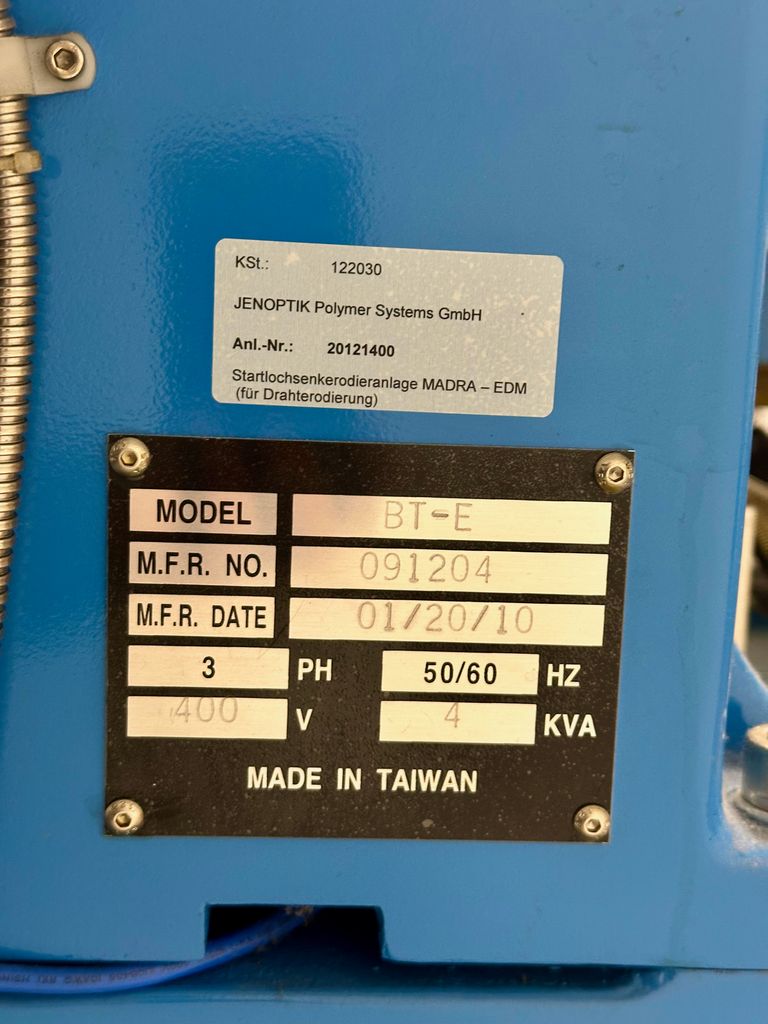 KSt.: 122030
JENOPTIK Polymer Systems GmbH
Anl.-Nr.: 20121400
Startlochsenkerodieranlage MADRA – EDM
(für Drahterodierung)
MODEL BT-E
M.F.R. NO. 091204
M.F.R. DATE 01/20/10
3 PH 50/60 HZ
400 V 4 KVA
MADE IN TAIWAN